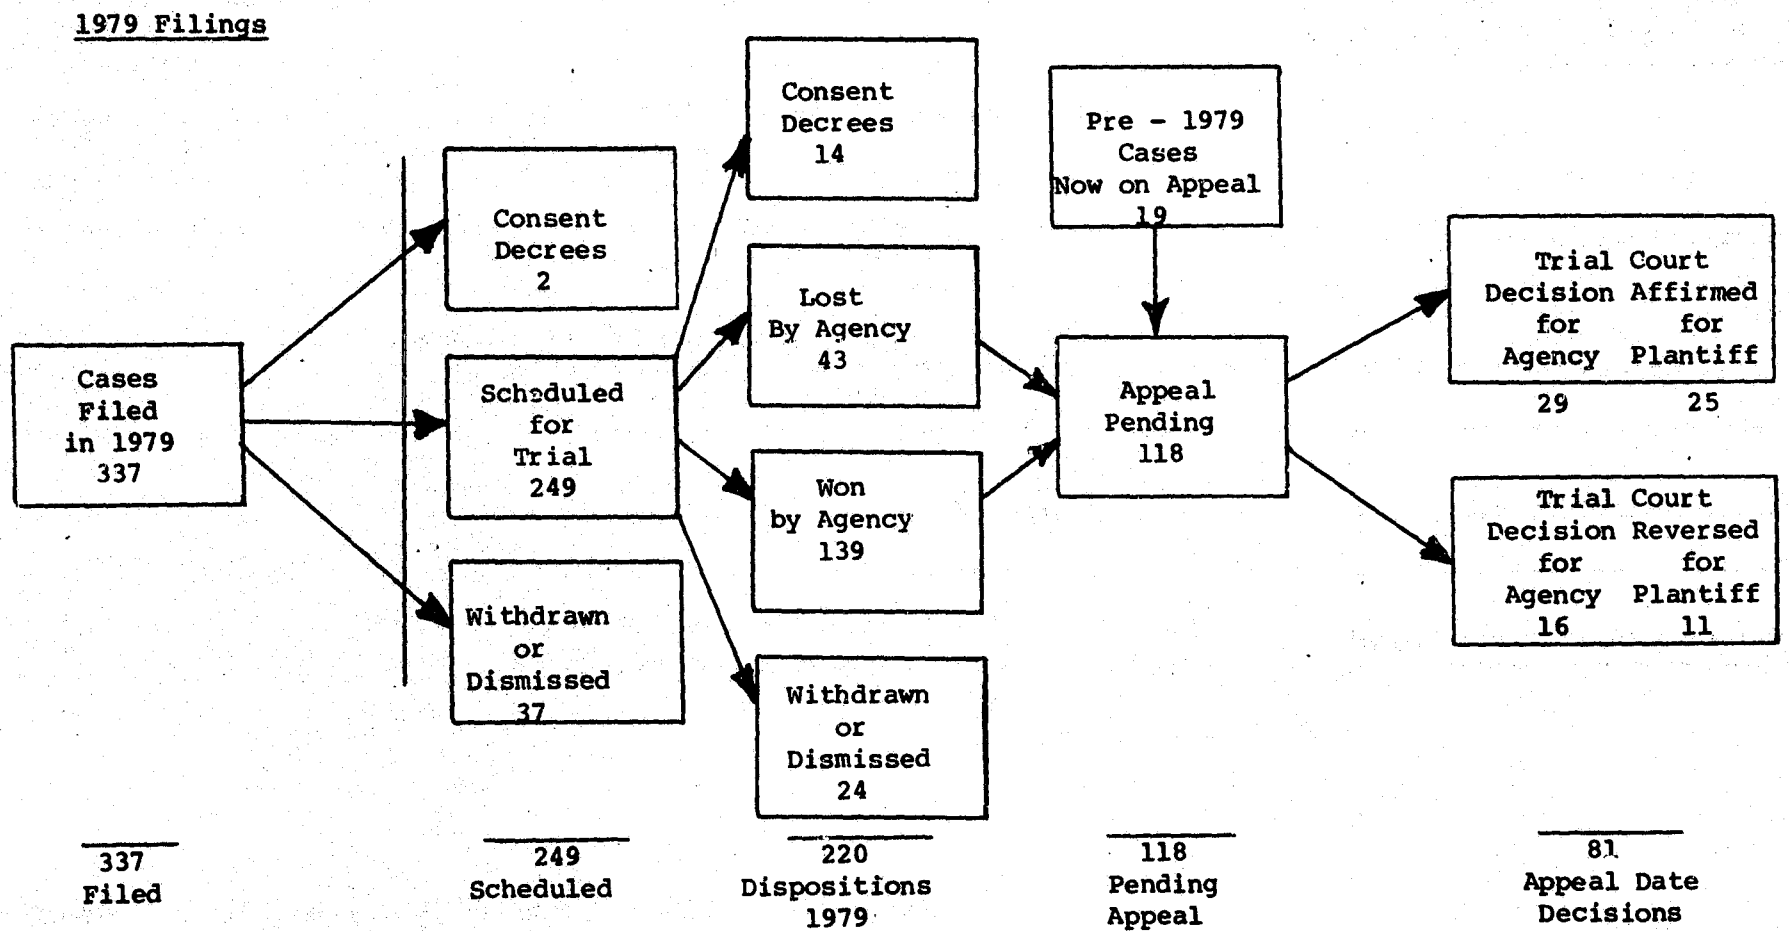 1979 Filings
Cases
Filed
in 1979
337
Consent
Decrees
2
Scheduled
for
Trial
249
Withdrawn
or
Dismissed
37
Consent
Decrees
14
Lost
By Agency
43
Won
by Agency
139
Withdrawn
or
Dismissed
24
Pre - 1979
Cases
Now on Appeal
19
Appeal
Pending
118
Trial Court
Decision Affirmed
for for
Agency Plantiff
29 25
Trial Court
Decision Reversed
for for
Agency Plantiff
16 11
337
Filed
249
Scheduled
220
Dispositions
1979
118
Pending
Appeal
81
Appeal Date
Decisions